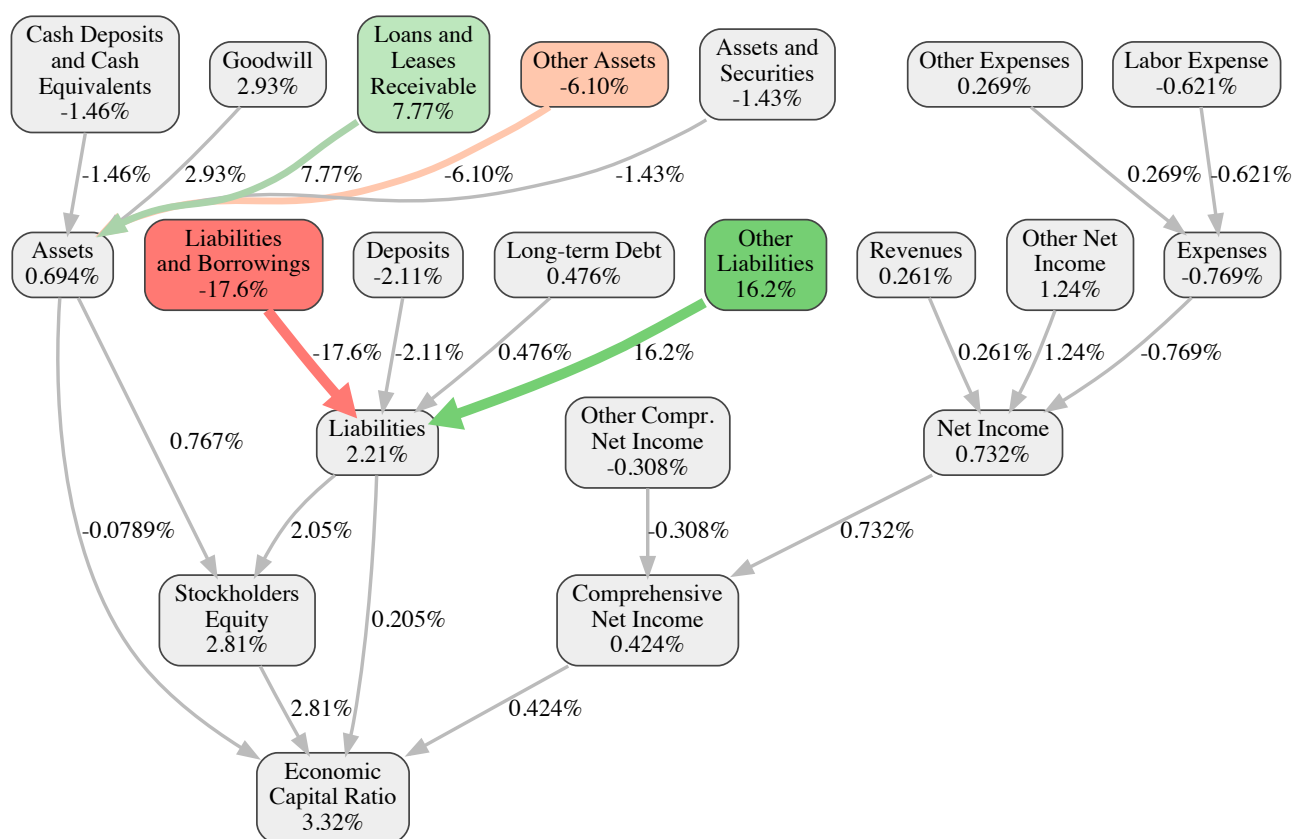 Cash Deposits
and Cash
Equivalents
-1.46%
Goodwill
2.93%
Loans and
Leases
Receivable
7.77%
Other Assets
-6.10%
Assets and
Securities
-1.43%
Other Expenses
0.269%
Labor Expense
-0.621%
-1.46%
2.93%
7.77%
-6.10%
-1.43%
0.269%
-0.621%
Assets
0.694%
Liabilities
and Borrowings
-17.6%
Deposits
-2.11%
Long-term Debt
0.476%
Other
Liabilities
16.2%
Revenues
0.261%
Other Net
Income
1.24%
Expenses
-0.769%
-17.6%
-2.11%
0.476%
16.2%
0.261%
1.24%
-0.769%
0.767%
Liabilities
2.21%
Other Compr.
Net Income
-0.308%
Net Income
0.732%
-0.0789%
2.05%
-0.308%
0.732%
Stockholders
Equity
2.81%
0.205%
Comprehensive
Net Income
0.424%
2.81%
0.424%
Economic
Capital Ratio
3.32%